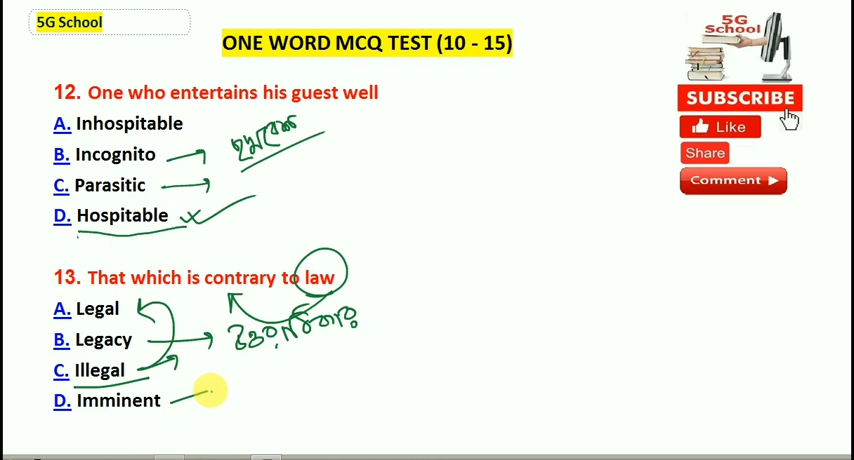 5G School
ONE WORD MCQ TEST (10 - 15)
5G
School
SUBSCRIBE
Like
Share
Comment
12. One who entertains his guest well
A. Inhospitable
B. Incognito
C. Parasitic
D. Hospitable
13. That which is contrary to law
A. Legal
B. Legacy
C. Illegal
D. Imminent